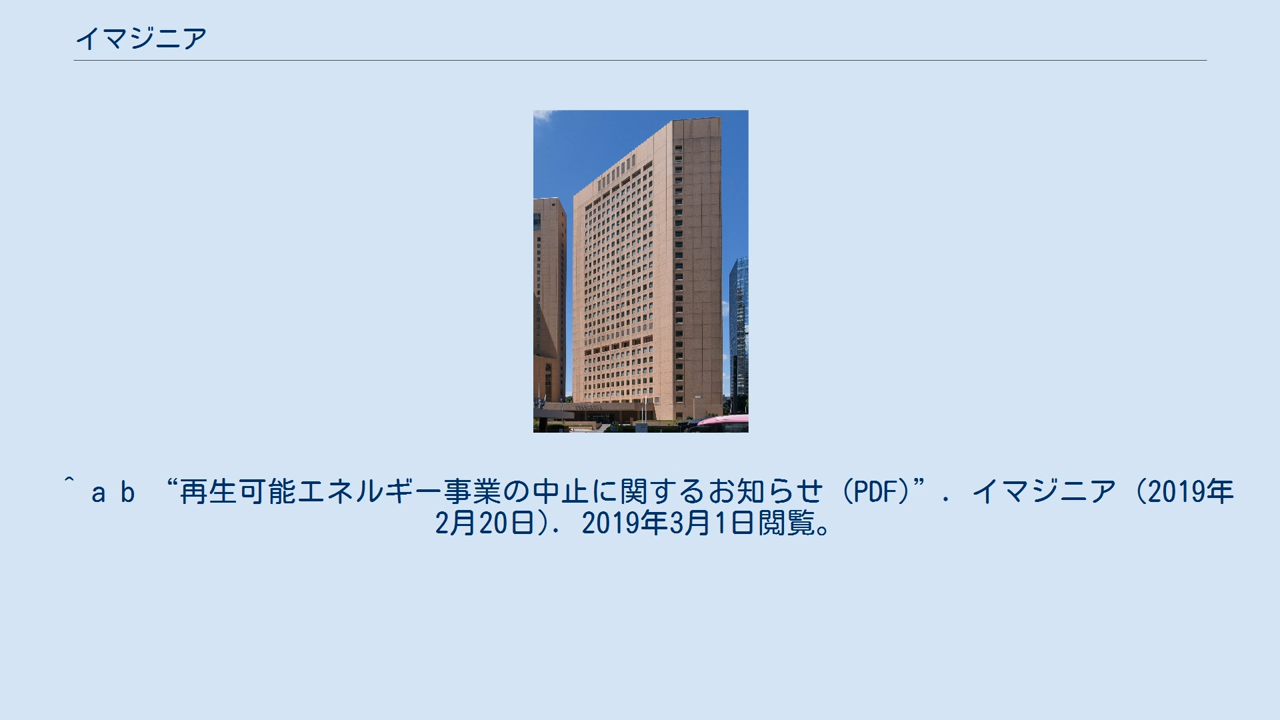 イマジニア
^ a b “再生可能エネルギー事業の中止に関するお知らせ (PDF)”. イマジニア (2019年
2月20日). 2019年3月1日閲覧。